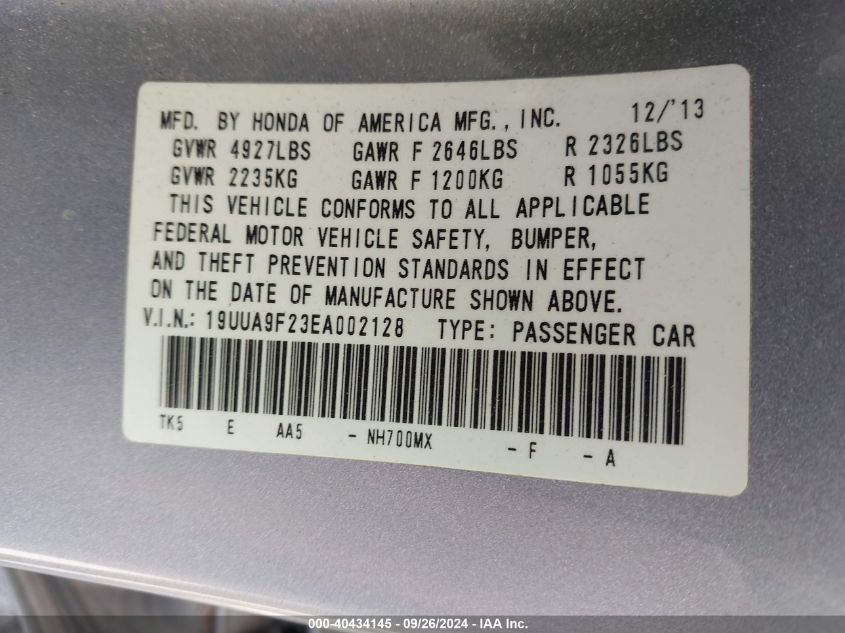 MFD. BY HONDA OF AMERICA MFG., INC. 12/'13
GVWR 4927LBS GAWR F 2646LBS R 2326LBS
GVWR 2235KG GAWR F 1200KG R 1055KG
THIS VEHICLE CONFORMS TO ALL APPLICABLE
FEDERAL MOTOR VEHICLE SAFETY, BUMPER,
AND THEFT PREVENTION STANDARDS IN EFFECT
ON THE DATE OF MANUFACTURE SHOWN ABOVE.
V.I.N.: 19UUA9F23EA002128 TYPE: PASSENGER CAR
TK5 E AA5 - NH700MX - F - A
000-40434145 - 09/26/2024 - IAA Inc.